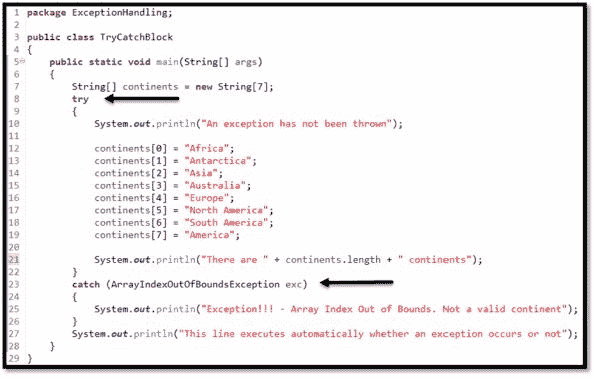 1 package ExceptionHandling;
2
3 public class TryCatchBlock
4 {
5     public static void main(String[] args)
6     {
7         String[] continents = new String[7];
8         try
9         {
10             System.out.println("An exception has not been thrown");
11
12             continents[0] = "Africa";
13             continents[1] = "Antarctica";
14             continents[2] = "Asia";
15             continents[3] = "Australia";
16             continents[4] = "Europe";
17             continents[5] = "North America";
18             continents[6] = "South America";
19             continents[7] = "America";
20
21             System.out.println("There are " + continents.length + " continents");
22         }
23         catch (ArrayIndexOutOfBoundsException exc)
24         {
25             System.out.println("Exception!!! - Array Index Out of Bounds. Not a valid continent");
26         }
27         System.out.println("This line executes automatically whether an exception occurs or not");
28     }
29 }